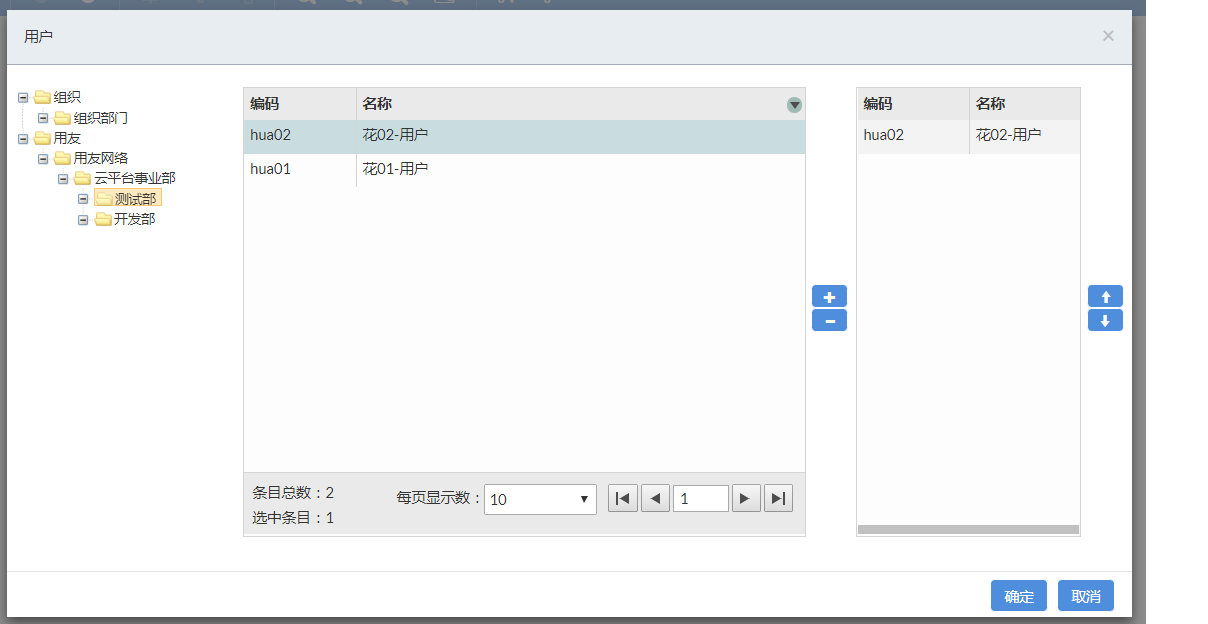 用户
组织
组织部门
用友
用友网络
云平台事业部
测试部
开发部
编码 名称
hua02 花02-用户
hua01 花01-用户
条目总数：2
选中条目：1
每页显示数： 10
1
编码 名称
hua02 花02-用户
确定 取消